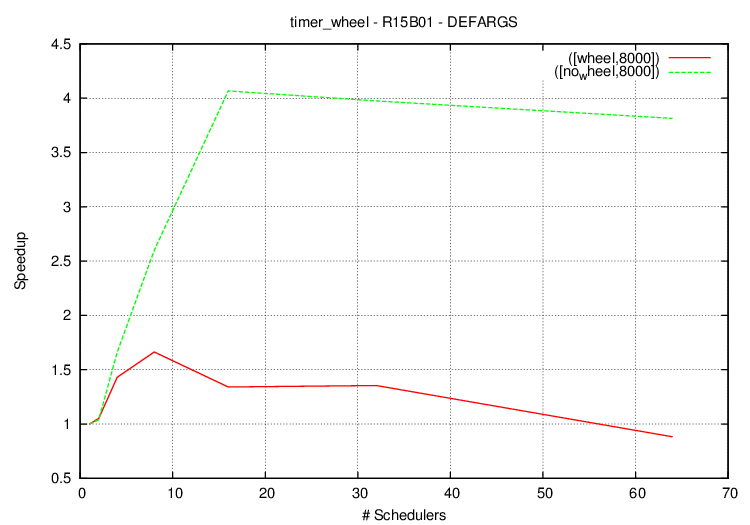 timer_wheel - R15B01 - DEFARGS
([wheel,8000])
([nowheel,8000])
4.5
4
3.5
3
2.5
2
1.5
1
0.5
Speedup
0 10 20 30 40 50 60 70
# Schedulers